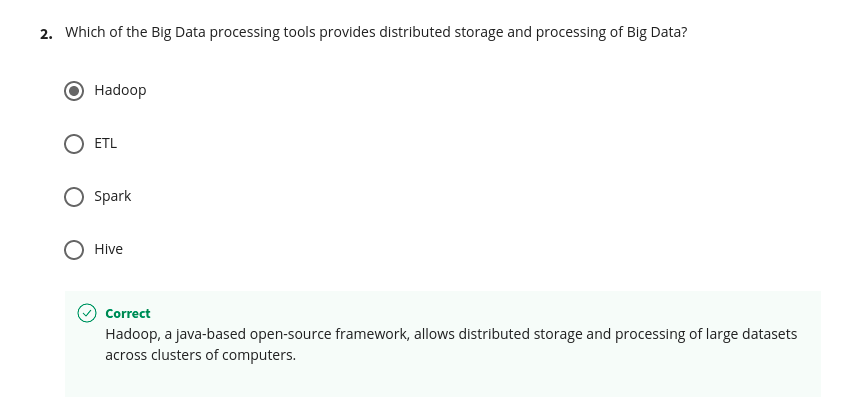 2. Which of the Big Data processing tools provides distributed storage and processing of Big Data?
Hadoop
ETL
Spark
Hive
Correct
Hadoop, a java-based open-source framework, allows distributed storage and processing of large datasets
across clusters of computers.